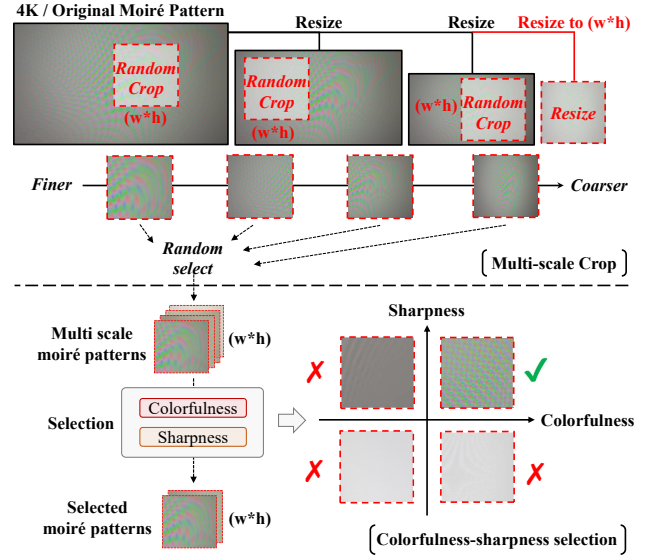 4K / Original Moiré Pattern
Resize
Resize
Resize to (w*h)
Random
Crop
(w*h)
Random
Crop
(w*h)
(w*h)
Random
Crop
Resize
Finer
Coarser
Random
select
Multi-scale Crop
Multi scale
moiré patterns
(w*h)
Selection
Colorfulness
Sharpness
Selected
moiré patterns
(w*h)
Sharpness
Colorfulness
Colorfulness-sharpness selection